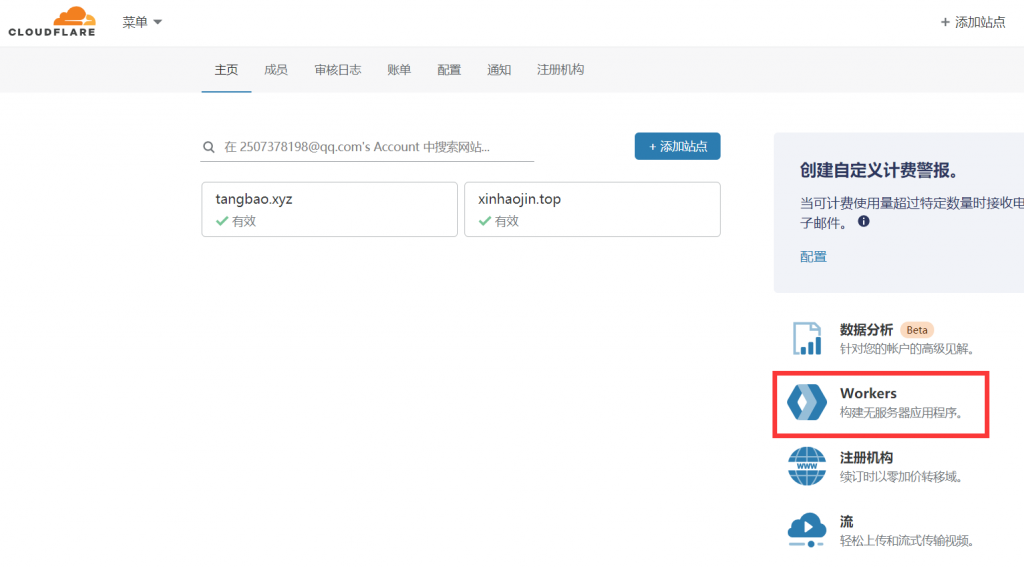 CLOUDFLARE
菜单
+ 添加站点
主页 成员 审核日志 账单 配置 通知 注册机构
在 2507378198@qq.com's Account 中搜索网站...
+ 添加站点
tangbao.xyz
有效
xinhaojin.top
有效
创建自定义计费警报。
当可计费使用量超过特定数量时接收电
子邮件。
配置
数据分析 Beta
针对您的帐户的高级见解。
Workers
构建无服务器应用程序。
www
注册机构
续订时以零加价转移域。
流
轻松上传和流式传输视频。